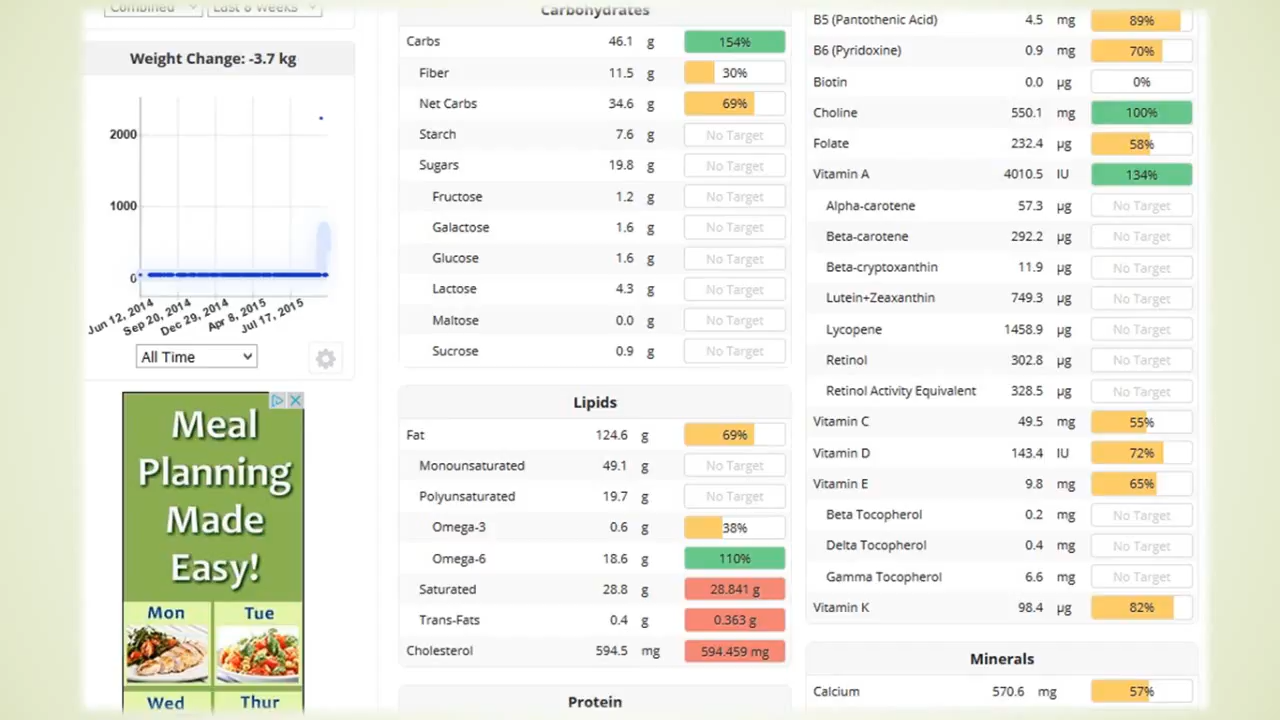 Combined
Last 8 Weeks
Weight Change: -3.7 kg
2000
1000
0
Jun 12, 2014
Sep 20, 2014
Dec 29, 2014
Apr 8, 2015
Jul 17, 2015
All Time
Meal
Planning
Made
Easy!
Mon Tue
Wed Thur
Carbohydrates
Carbs 46.1 g 154%
Fiber 11.5 g 30%
Net Carbs 34.6 g 69%
Starch 7.6 g No Target
Sugars 19.8 g No Target
Fructose 1.2 g No Target
Galactose 1.6 g No Target
Glucose 1.6 g No Target
Lactose 4.3 g No Target
Maltose 0.0 g No Target
Sucrose 0.9 g No Target
Lipids
Fat 124.6 g 69%
Monounsaturated 49.1 g No Target
Polyunsaturated 19.7 g No Target
Omega-3 0.6 g 38%
Omega-6 18.6 g 110%
Saturated 28.8 g 28.841 g
Trans-Fats 0.4 g 0.363 g
Cholesterol 594.5 mg 594.459 mg
Protein
B5 (Pantothenic Acid) 4.5 mg 89%
B6 (Pyridoxine) 0.9 mg 70%
Biotin 0.0 µg 0%
Choline 550.1 mg 100%
Folate 232.4 µg 58%
Vitamin A 4010.5 IU 134%
Alpha-carotene 57.3 µg No Target
Beta-carotene 292.2 µg No Target
Beta-cryptoxanthin 11.9 µg No Target
Lutein+Zeaxanthin 749.3 µg No Target
Lycopene 1458.9 µg No Target
Retinol 302.8 µg No Target
Retinol Activity Equivalent 328.5 µg No Target
Vitamin C 49.5 mg 55%
Vitamin D 143.4 IU 72%
Vitamin E 9.8 mg 65%
Beta Tocopherol 0.2 mg No Target
Delta Tocopherol 0.4 mg No Target
Gamma Tocopherol 6.6 mg No Target
Vitamin K 98.4 µg 82%
Minerals
Calcium 570.6 mg 57%